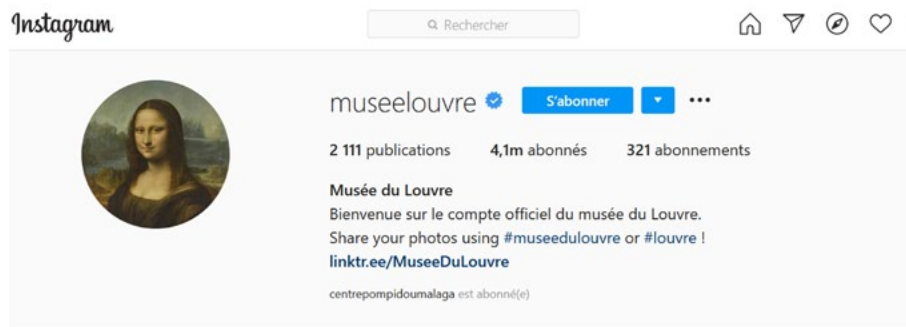 Instagram
Rechercher
museelouvre S'abonner
2 111 publications 4,1m abonnés 321 abonnements
Musée du Louvre
Bienvenue sur le compte officiel du musée du Louvre.
Share your photos using #museedulouvre or #louvre !
linktr.ee/MuseeDuLouvre
centrepompidoumalaga est abonné(e)